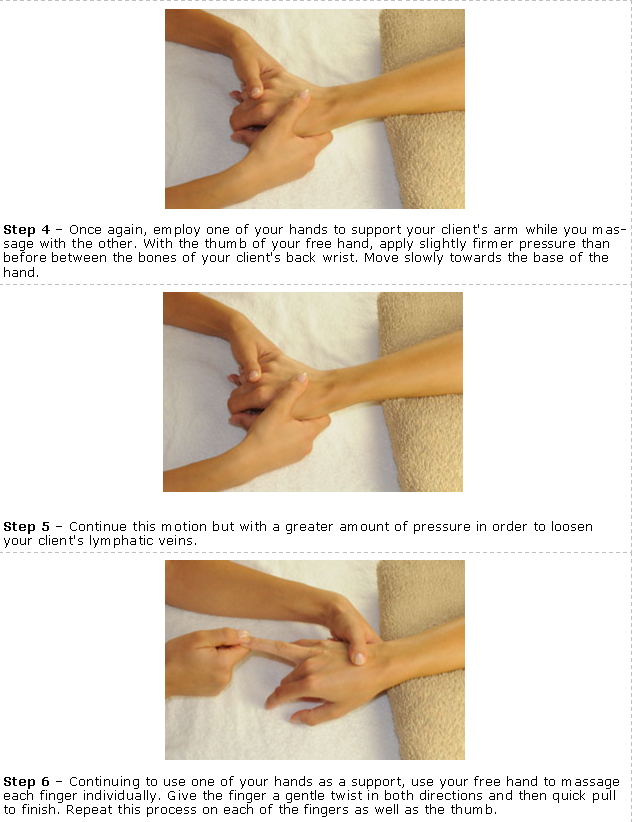 Step 4 – Once again, employ one of your hands to support your client's arm while you mas-
sage with the other. With the thumb of your free hand, apply slightly firmer pressure than
before between the bones of your client's back wrist. Move slowly towards the base of the
hand.
Step 5 – Continue this motion but with a greater amount of pressure in order to loosen
your client's lymphatic veins.
Step 6 – Continuing to use one of your hands as a support, use your free hand to massage
each finger individually. Give the finger a gentle twist in both directions and then quick pull
to finish. Repeat this process on each of the fingers as well as the thumb.